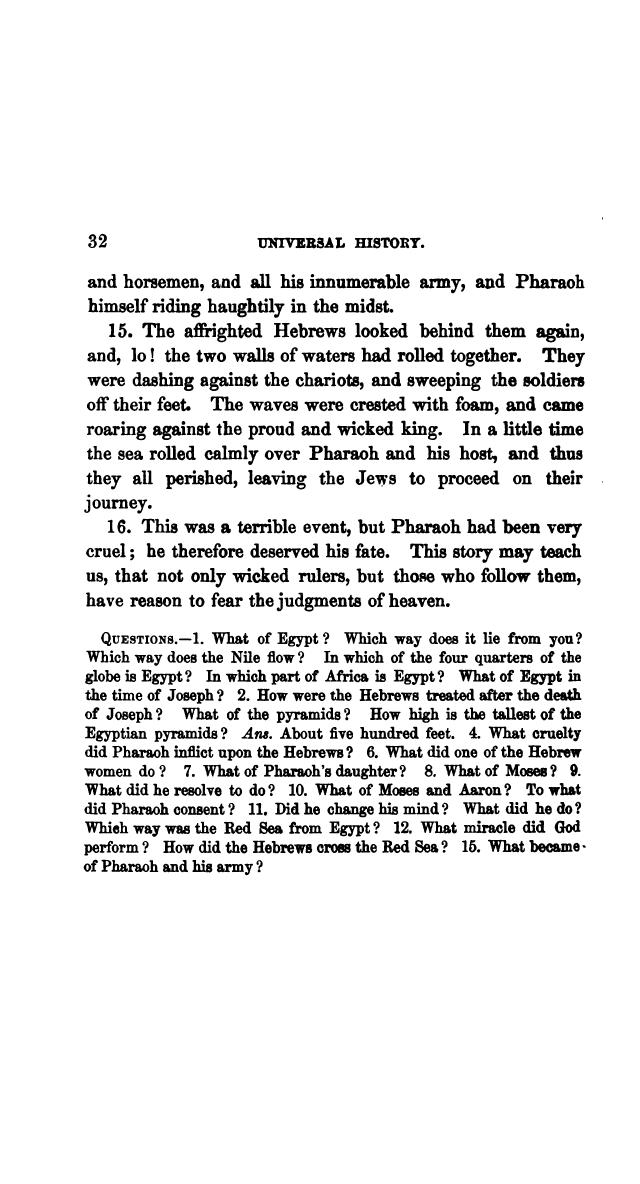 32 UNIVERSAL HISTORY.
and horsemen, and all his innumerable army, and Pharaoh
himself riding haughtily in the midst.
15. The affrighted Hebrews looked behind them again,
and, lo! the two walls of waters had rolled together. They
were dashing against the chariots, and sweeping the soldiers
off their feet. The waves were crested with foam, and came
roaring against the proud and wicked king. In a little time
the sea rolled calmly over Pharaoh and his host, and thus
they all perished, leaving the Jews to proceed on their
journey.
16. This was a terrible event, but Pharaoh had been very
cruel; he therefore deserved his fate. This story may teach
us, that not only wicked rulers, but those who follow them,
have reason to fear the judgments of heaven.
QUESTIONS.—1. What of Egypt? Which way does it lie from you?
Which way does the Nile flow? In which of the four quarters of the
globe is Egypt? In which part of Africa is Egypt? What of Egypt in
the time of Joseph? 2. How were the Hebrews treated after the death
of Joseph? What of the pyramids? How high is the tallest of the
Egyptian pyramids? Ans. About five hundred feet. 4. What cruelty
did Pharaoh inflict upon the Hebrews? 6. What did one of the Hebrew
women do? 7. What of Pharaoh's daughter? 8. What of Moses? 9.
What did he resolve to do? 10. What of Moses and Aaron? To what
did Pharaoh consent? 11. Did he change his mind? What did he do?
Which way was the Red Sea from Egypt? 12. What miracle did God
perform? How did the Hebrews cross the Red Sea? 15. What became
of Pharaoh and his army?